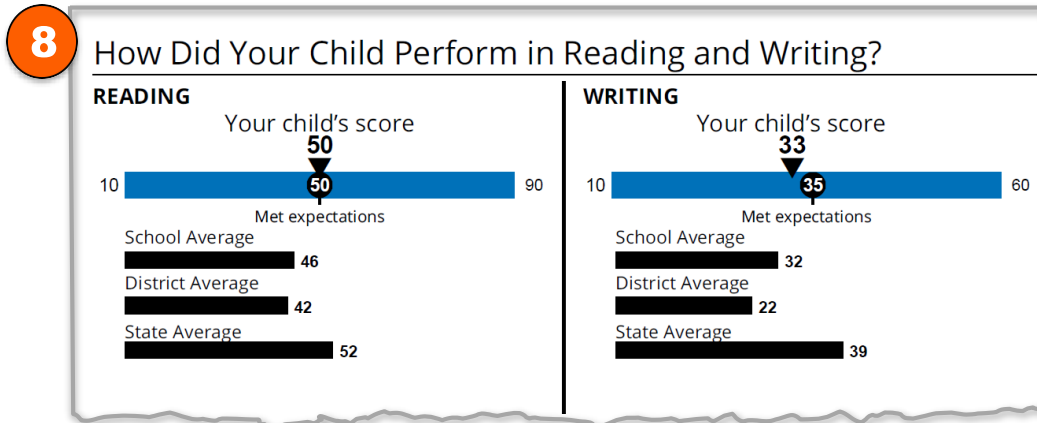 8
How Did Your Child Perform in Reading and Writing?
READING
Your child's score
50
10 50 90
Met expectations
School Average
46
District Average
42
State Average
52
WRITING
Your child's score
33
10 35 60
Met expectations
School Average
32
District Average
22
State Average
39